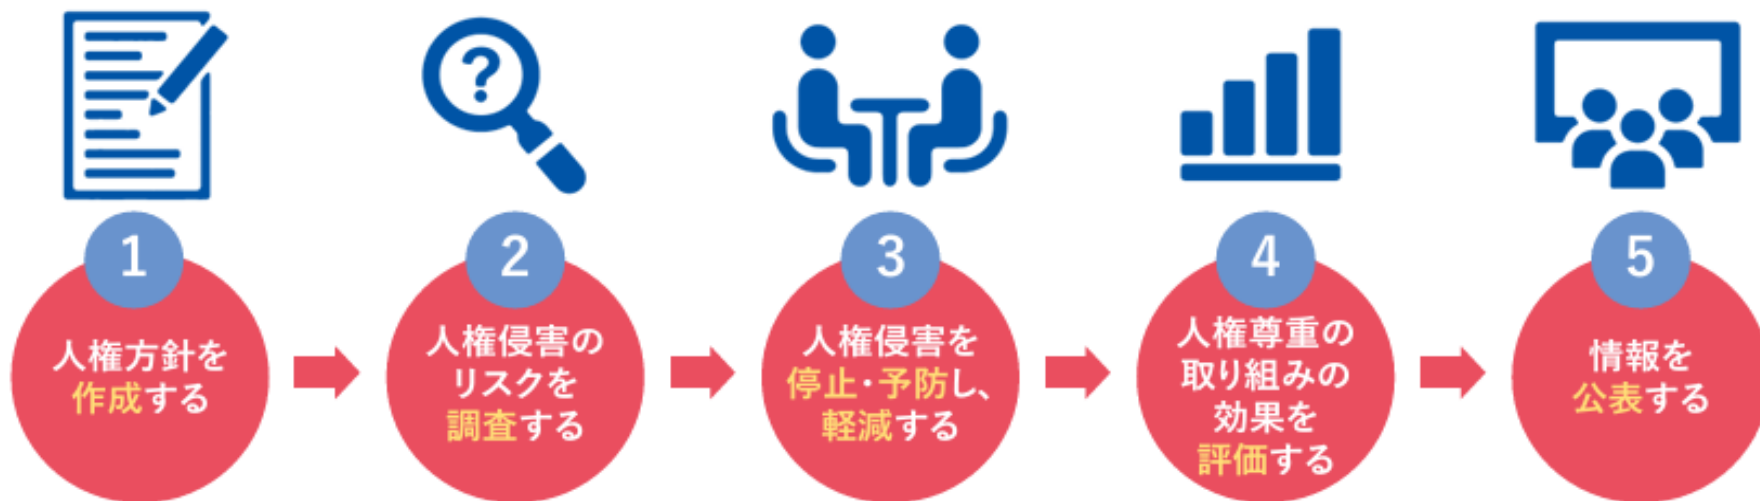 ?
1
人権方針を
作成する
2
人権侵害の
リスクを
調査する
3
人権侵害を
停止・予防し、
軽減する
4
人権尊重の
取り組みの
効果を
評価する
5
情報を
公表する